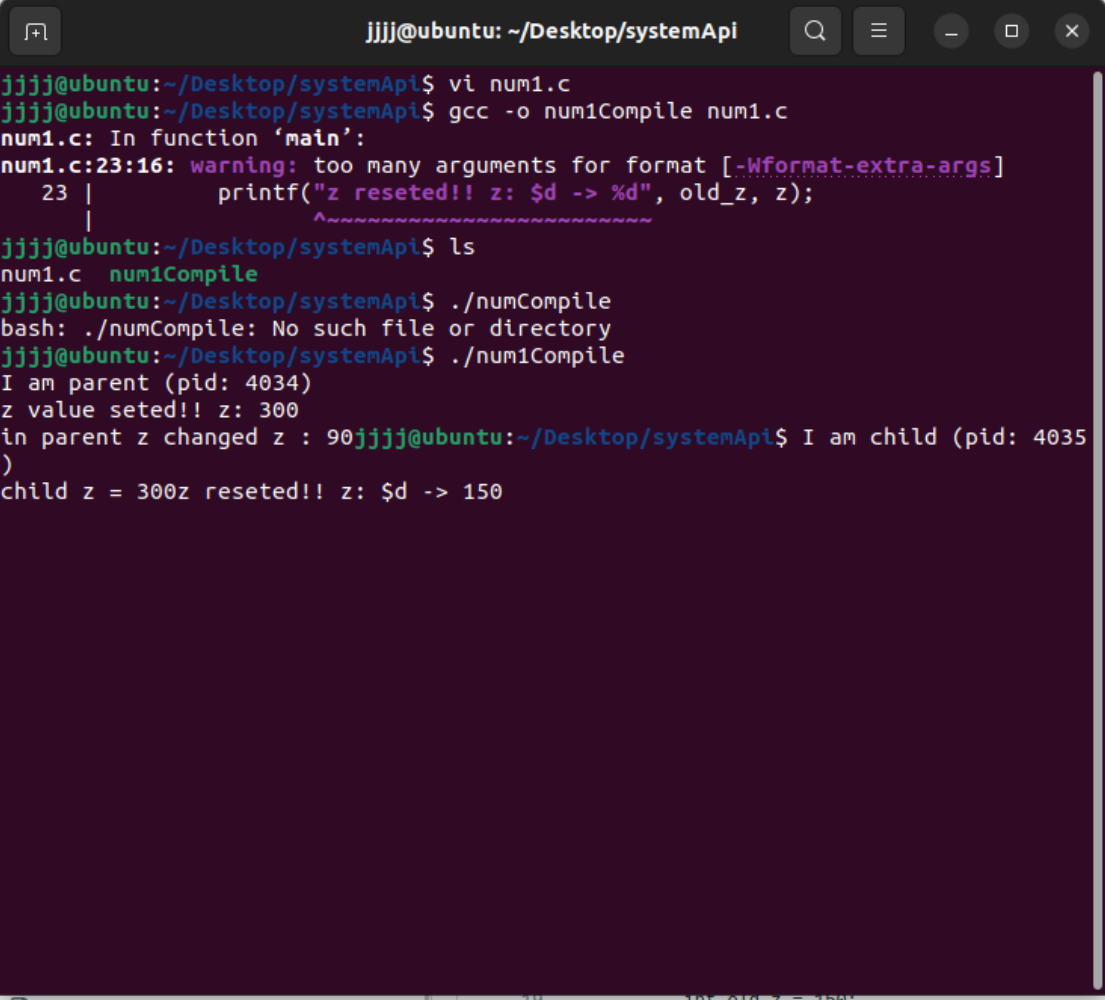 jjjj@ubuntu: ~/Desktop/systemApi
jjjj@ubuntu:~/Desktop/systemApi$ vi num1.c
jjjj@ubuntu:~/Desktop/systemApi$ gcc -o num1Compile num1.c
num1.c: In function ‘main’:
num1.c:23:16: warning: too many arguments for format [-Wformat-extra-args]
   23 |         printf("z reseted!! z: $d -> %d", old_z, z);
      |                ^~~~~~~~~~~~~~~~~~~~~~~~~
jjjj@ubuntu:~/Desktop/systemApi$ ls
num1.c  num1Compile
jjjj@ubuntu:~/Desktop/systemApi$ ./numCompile
bash: ./numCompile: No such file or directory
jjjj@ubuntu:~/Desktop/systemApi$ ./num1Compile
I am parent (pid: 4034)
z value seted!! z: 300
in parent z changed z : 90jjjj@ubuntu:~/Desktop/systemApi$ I am child (pid: 4035
)
child z = 300z reseted!! z: $d -> 150